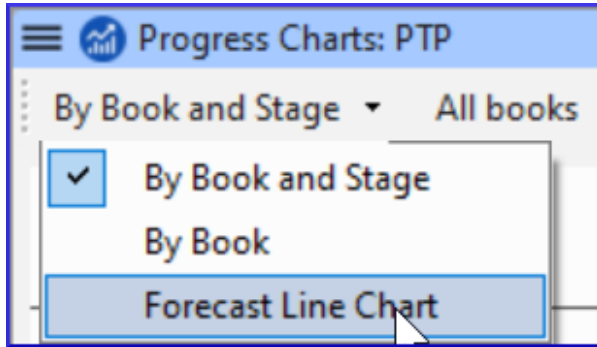 Progress Charts: PTP
By Book and Stage All books
By Book and Stage
By Book
Forecast Line Chart